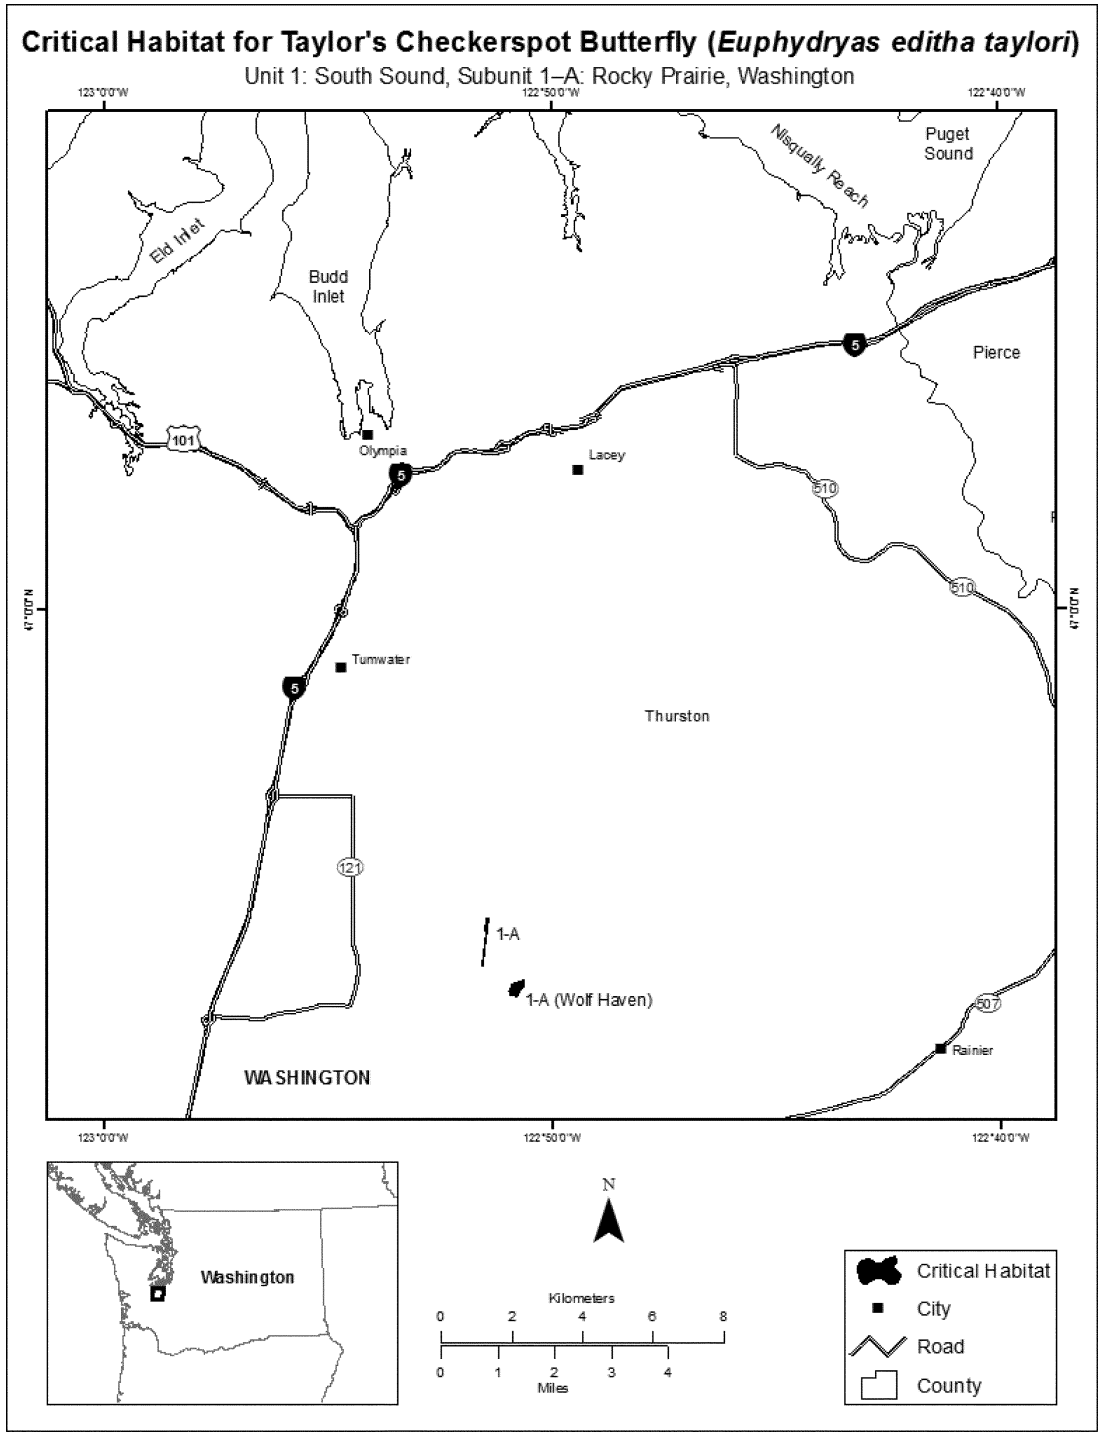 Critical Habitat for Taylor's Checkerspot Butterfly (Euphydryas editha taylori)
Unit 1: South Sound, Subunit 1–A: Rocky Prairie, Washington
123°0'0"W 122°50'0"W 122°40'0"W
Puget
Sound
Nisqually Reach
Eld Inlet
Budd
Inlet
5
Pierce
101
Olympia
Lacey
5
510
510
47°0'0"N 47°0'0"N
Tumwater
5
Thurston
121
1-A
1-A (Wolf Haven)
507
Rainier
WASHINGTON
123°0'0"W 122°50'0"W 122°40'0"W
N
Washington
Kilometers
0 2 4 6 8
0 1 2 3 4
Miles
Critical Habitat
City
Road
County